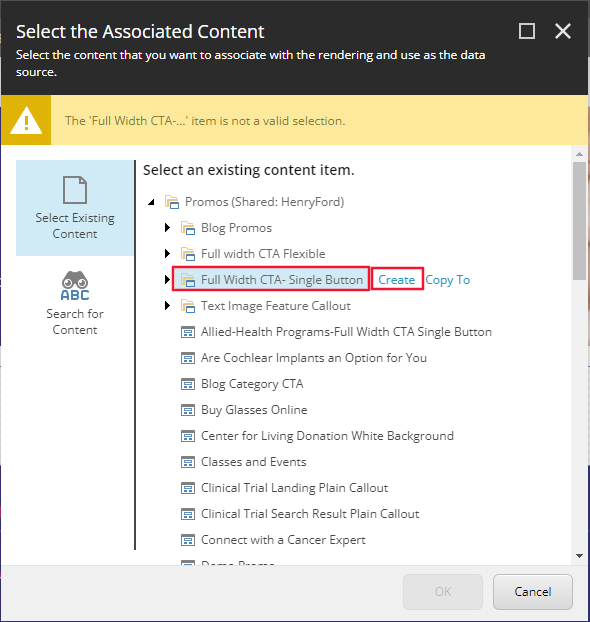 Select the Associated Content
Select the content that you want to associate with the rendering and use as the data
source.
The 'Full Width CTA-...' item is not a valid selection.
Select Existing
Content
ABC
Search for
Content
Select an existing content item.
Promos (Shared: HenryFord)
Blog Promos
Full width CTA Flexible
Full Width CTA- Single Button Create Copy To
Text Image Feature Callout
Allied-Health Programs-Full Width CTA Single Button
Are Cochlear Implants an Option for You
Blog Category CTA
Buy Glasses Online
Center for Living Donation White Background
Classes and Events
Clinical Trial Landing Plain Callout
Clinical Trial Search Result Plain Callout
Connect with a Cancer Expert
Demo Promo
OK Cancel